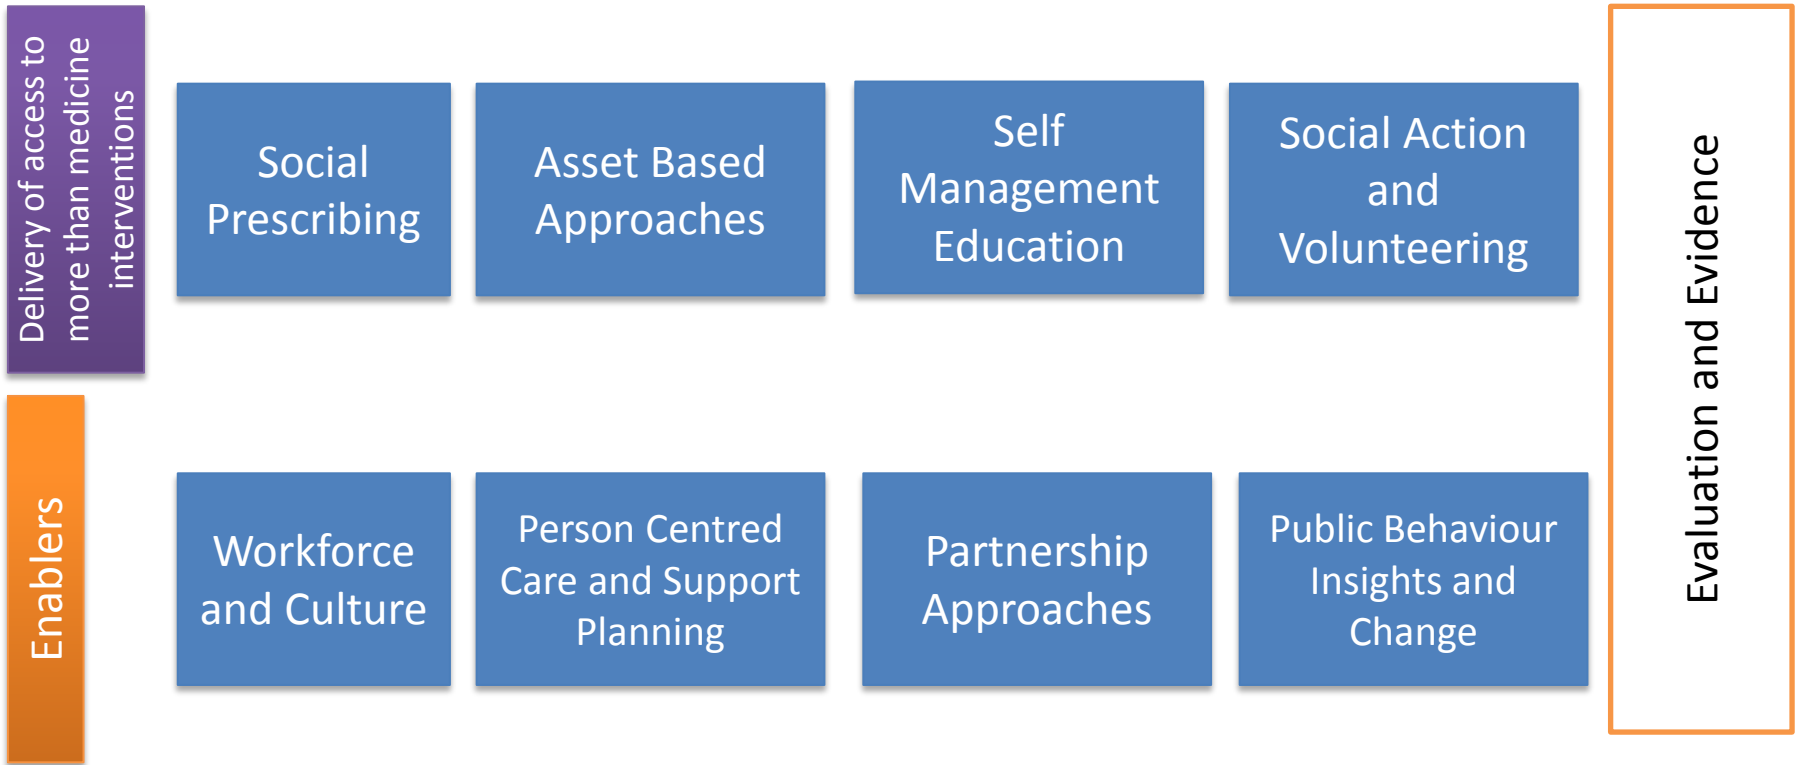 Delivery of access to
more than medicine
interventions
Social
Prescribing
Asset Based
Approaches
Self
Management
Education
Social Action
and
Volunteering
Enablers
Workforce
and Culture
Person Centred
Care and Support
Planning
Partnership
Approaches
Public Behaviour
Insights and
Change
Evaluation and Evidence